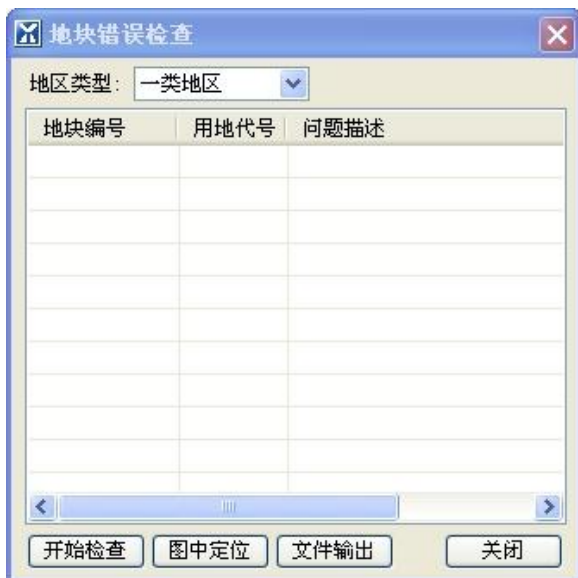 地块错误检查
地区类型: 一类地区
地块编号 用地代号 问题描述
开始检查 图中定位 文件输出 关闭